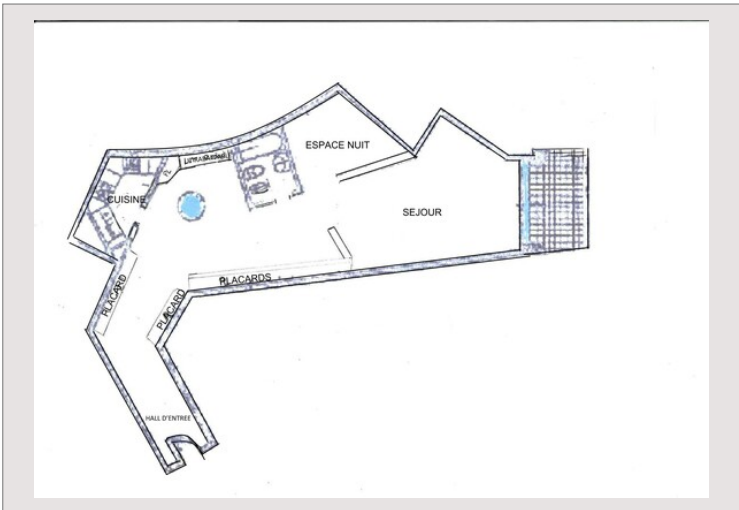 ESPACE NUIT
CUISINE
SEJOUR
PLACARDS
PLACARD
PLACARD
HALL D'ENTREE